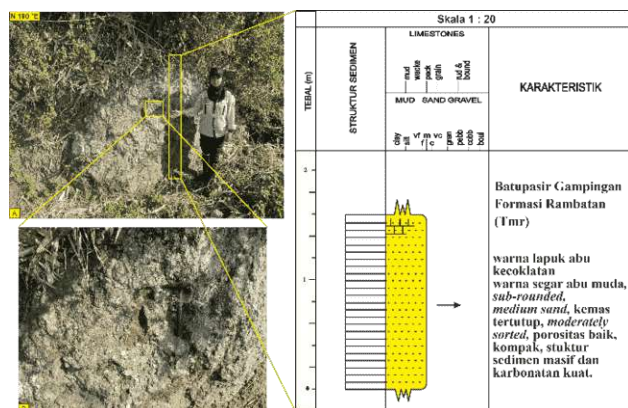 N 180 °E
A
Skala 1 : 20
TEBAL (m)
STRUKTUR SEDIMEN
LIMESTONES
mud
wacke
pack
grain
rud &
bound
MUD SAND GRAVEL
clay
silt
vf
f
m
c
vc
gran
pebb
cobb
boul
KARAKTERISTIK
2
1
Batupasir Gampingan
Formasi Rambatan
(Tmr)
warna lapuk abu
kecoklatan
warna segar abu muda,
sub-rounded,
medium sand, kemas
tertutup, moderately
sorted, porositas baik,
kompak, stuktur
sedimen masif dan
karbonatan kuat.